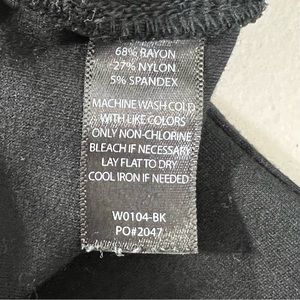 68% RAYON
27% NYLON
5% SPANDEX
MACHINE WASH COLD
WITH LIKE COLORS
ONLY NON-CHLORINE
BLEACH IF NECESSARY
LAY FLAT TO DRY
COOL IRON IF NEEDED
W0104-BK
PO#2047